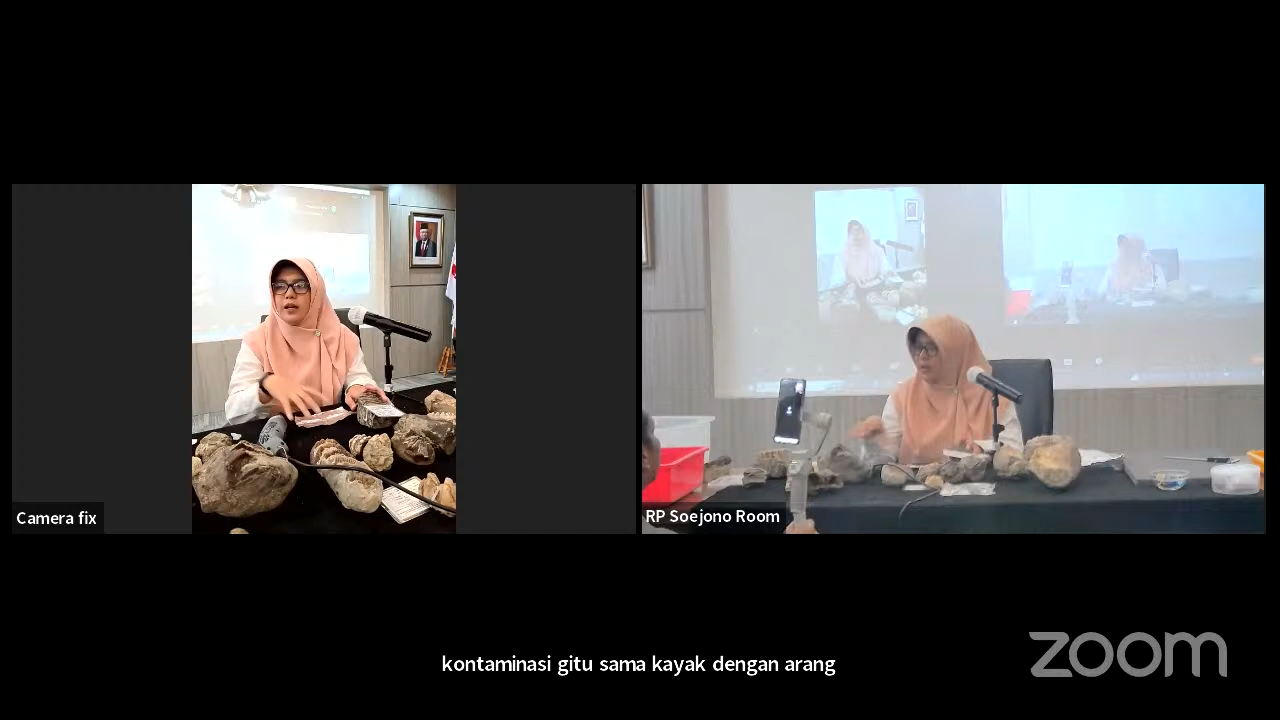 Camera fix
RP Soejono Room
kontaminasi gitu sama kayak dengan arang
zoom